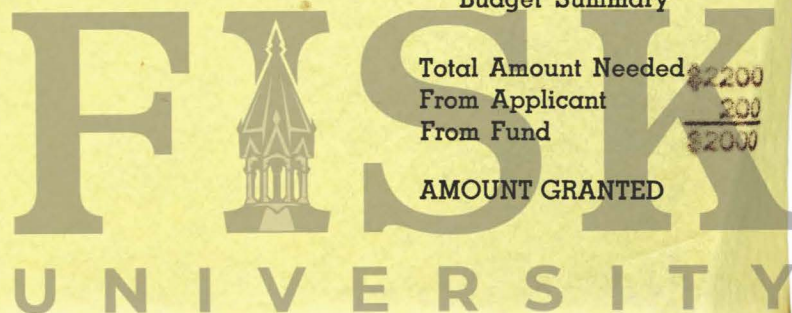 Budget Summary
Total Amount Needed $2200
From Applicant 200
From Fund $2000
AMOUNT GRANTED
FISK
UNIVERSITY